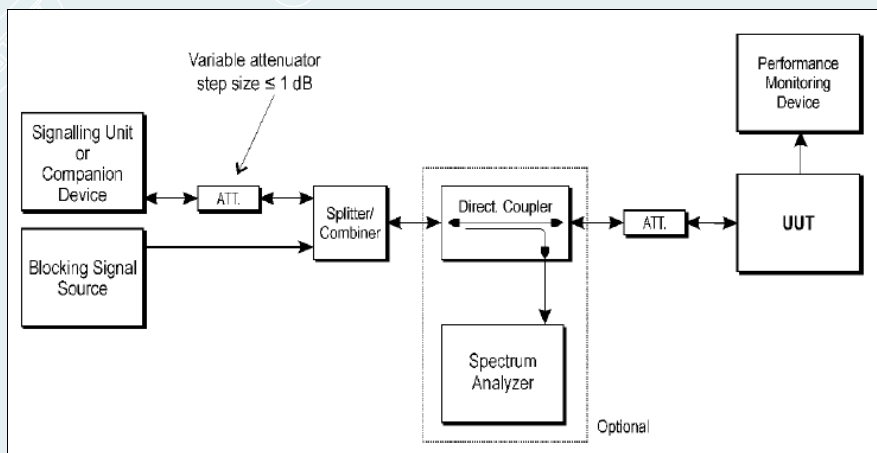 Variable attenuator
step size ≤ 1 dB
Performance
Monitoring
Device
Signalling Unit
or
Companion
Device
ATT.
Splitter/
Combiner
Direct. Coupler
ATT.
UUT
Blocking Signal
Source
Spectrum
Analyzer
Optional